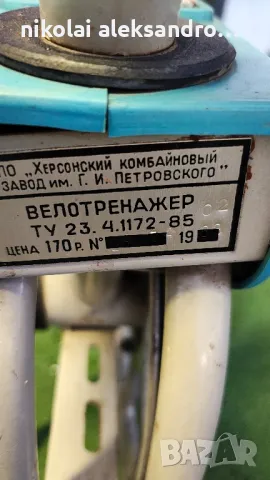 nikolai aleksandro...
ПО „ХЕРСОНСКИЙ КОМБАЙНОВЫЙ
ЗАВОД ИМ. Г. И. ПЕТРОВСКОГО"
ВЕЛОТРЕНАЖЕР
ТУ 23.4.1172-85
ЦЕНА 170 Р. № 19
BAZAR